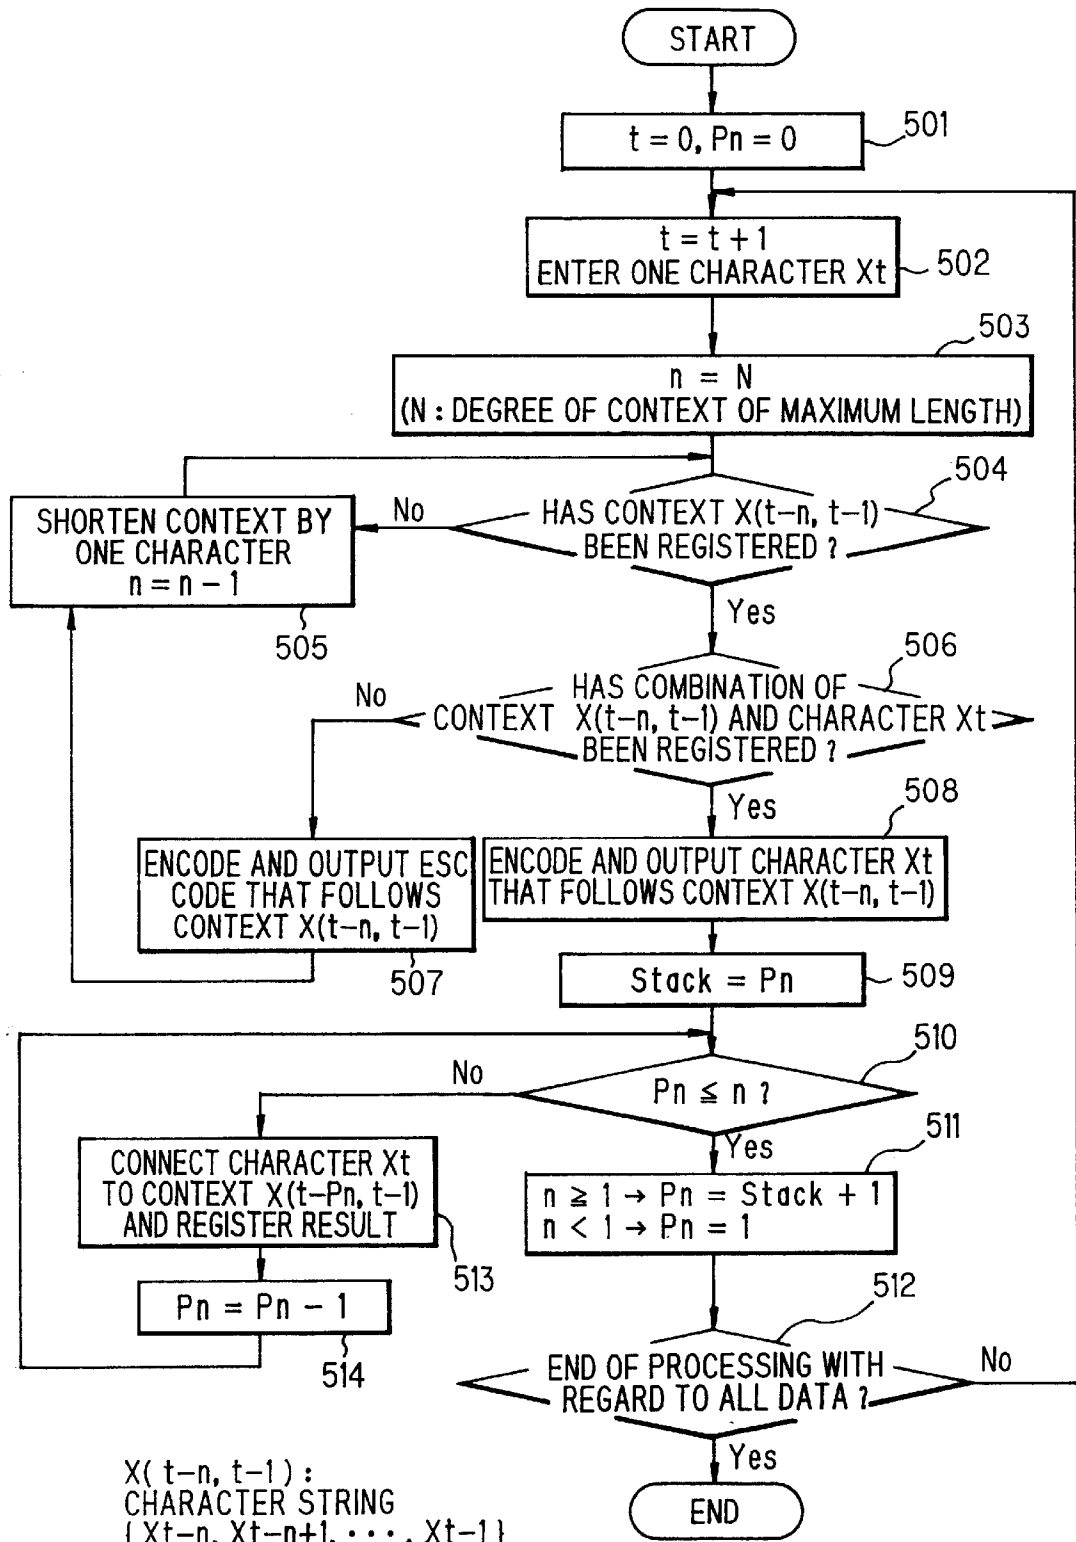 START
t = 0, Pn = 0
501
t = t + 1
ENTER ONE CHARACTER Xt
502
503
n = N
(N : DEGREE OF CONTEXT OF MAXIMUM LENGTH)
504
HAS CONTEXT X(t-n, t-1)
BEEN REGISTERED ?
No
SHORTEN CONTEXT BY
ONE CHARACTER
n = n - 1
505
Yes
506
HAS COMBINATION OF
CONTEXT X(t-n, t-1) AND CHARACTER Xt
BEEN REGISTERED ?
No
Yes
508
ENCODE AND OUTPUT ESC
CODE THAT FOLLOWS
CONTEXT X(t-n, t-1)
507
ENCODE AND OUTPUT CHARACTER Xt
THAT FOLLOWS CONTEXT X(t-n, t-1)
Stack = Pn
509
510
Pn ≦ n ?
No
Yes
511
CONNECT CHARACTER Xt
TO CONTEXT X(t-Pn, t-1)
AND REGISTER RESULT
513
n ≧ 1 → Pn = Stack + 1
n < 1 → Pn = 1
Pn = Pn - 1
514
512
END OF PROCESSING WITH
REGARD TO ALL DATA ?
No
Yes
END
X( t-n, t-1 ) :
CHARACTER STRING
{ Xt-n, Xt-n+1, ･･･, Xt-1 }